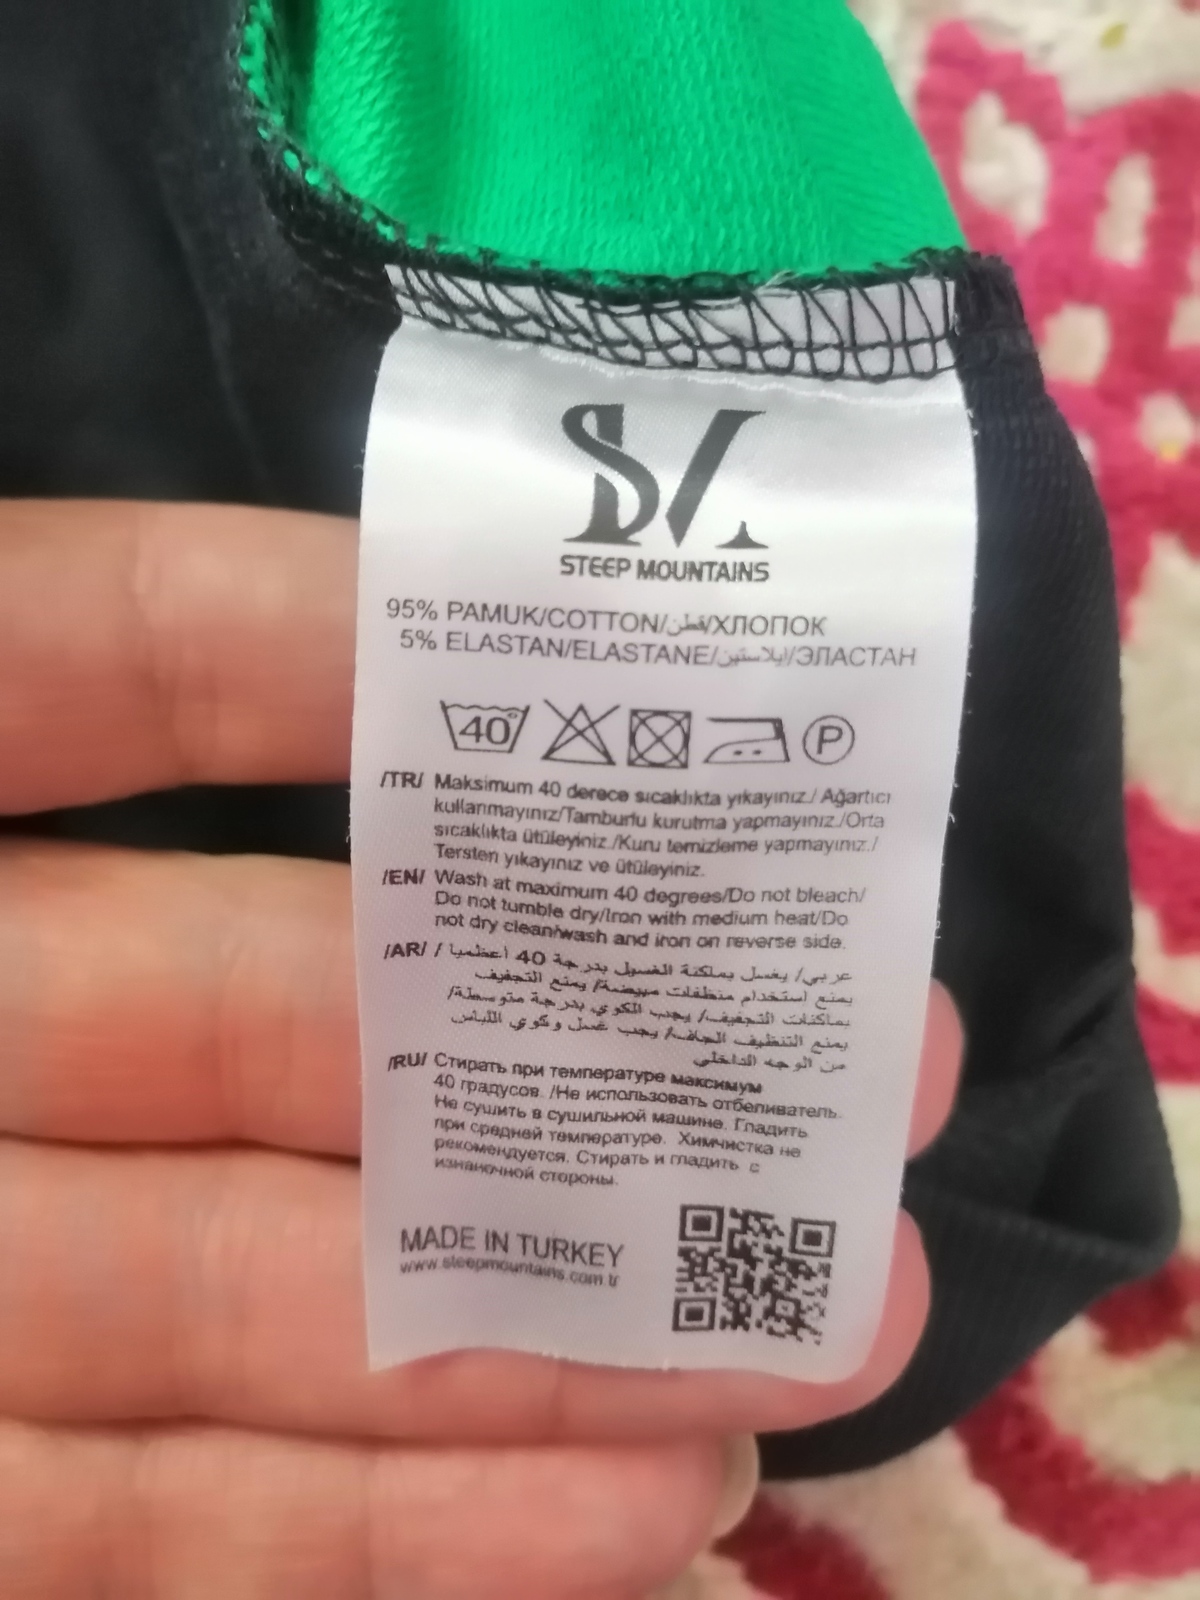 SM
STEEP MOUNTAINS
95% PAMUK/COTTON/قطن/ХЛОПОК
5% ELASTAN/ELASTANE/إيلاستين/ЭЛАСТАН
40° P
/TR/ Maksimum 40 derece sıcaklıkta yıkayınız./ Ağartıcı
kullanmayınız/Tamburlu kurutma yapmayınız./Orta
sıcaklıkta ütüleyiniz./Kuru temizleme yapmayınız./
Tersten yıkayınız ve ütüleyiniz.
/EN/ Wash at maximum 40 degrees/Do not bleach/
Do not tumble dry/Iron with medium heat/Do
not dry clean/wash and iron on reverse side.
/AR/ عربي/ يغسل بماكنة الغسيل بدرجة 40 أعظميا /
يمنع استخدام منظفات مبيضة/ يمنع التجفيف
بماكنات التجفيف/ يجب الكوي بدرجة متوسطة/
يمنع التنظيف الجاف/ يجب غسل وكوي اللباس
من الوجه الداخلي
/RU/ Стирать при температуре максимум
40 градусов. /Не использовать отбеливатель.
Не сушить в сушильной машине. Гладить
при средней температуре. Химчистка не
рекомендуется. Стирать и гладить с
изнаночной стороны.
MADE IN TURKEY
www.steepmountains.com.tr